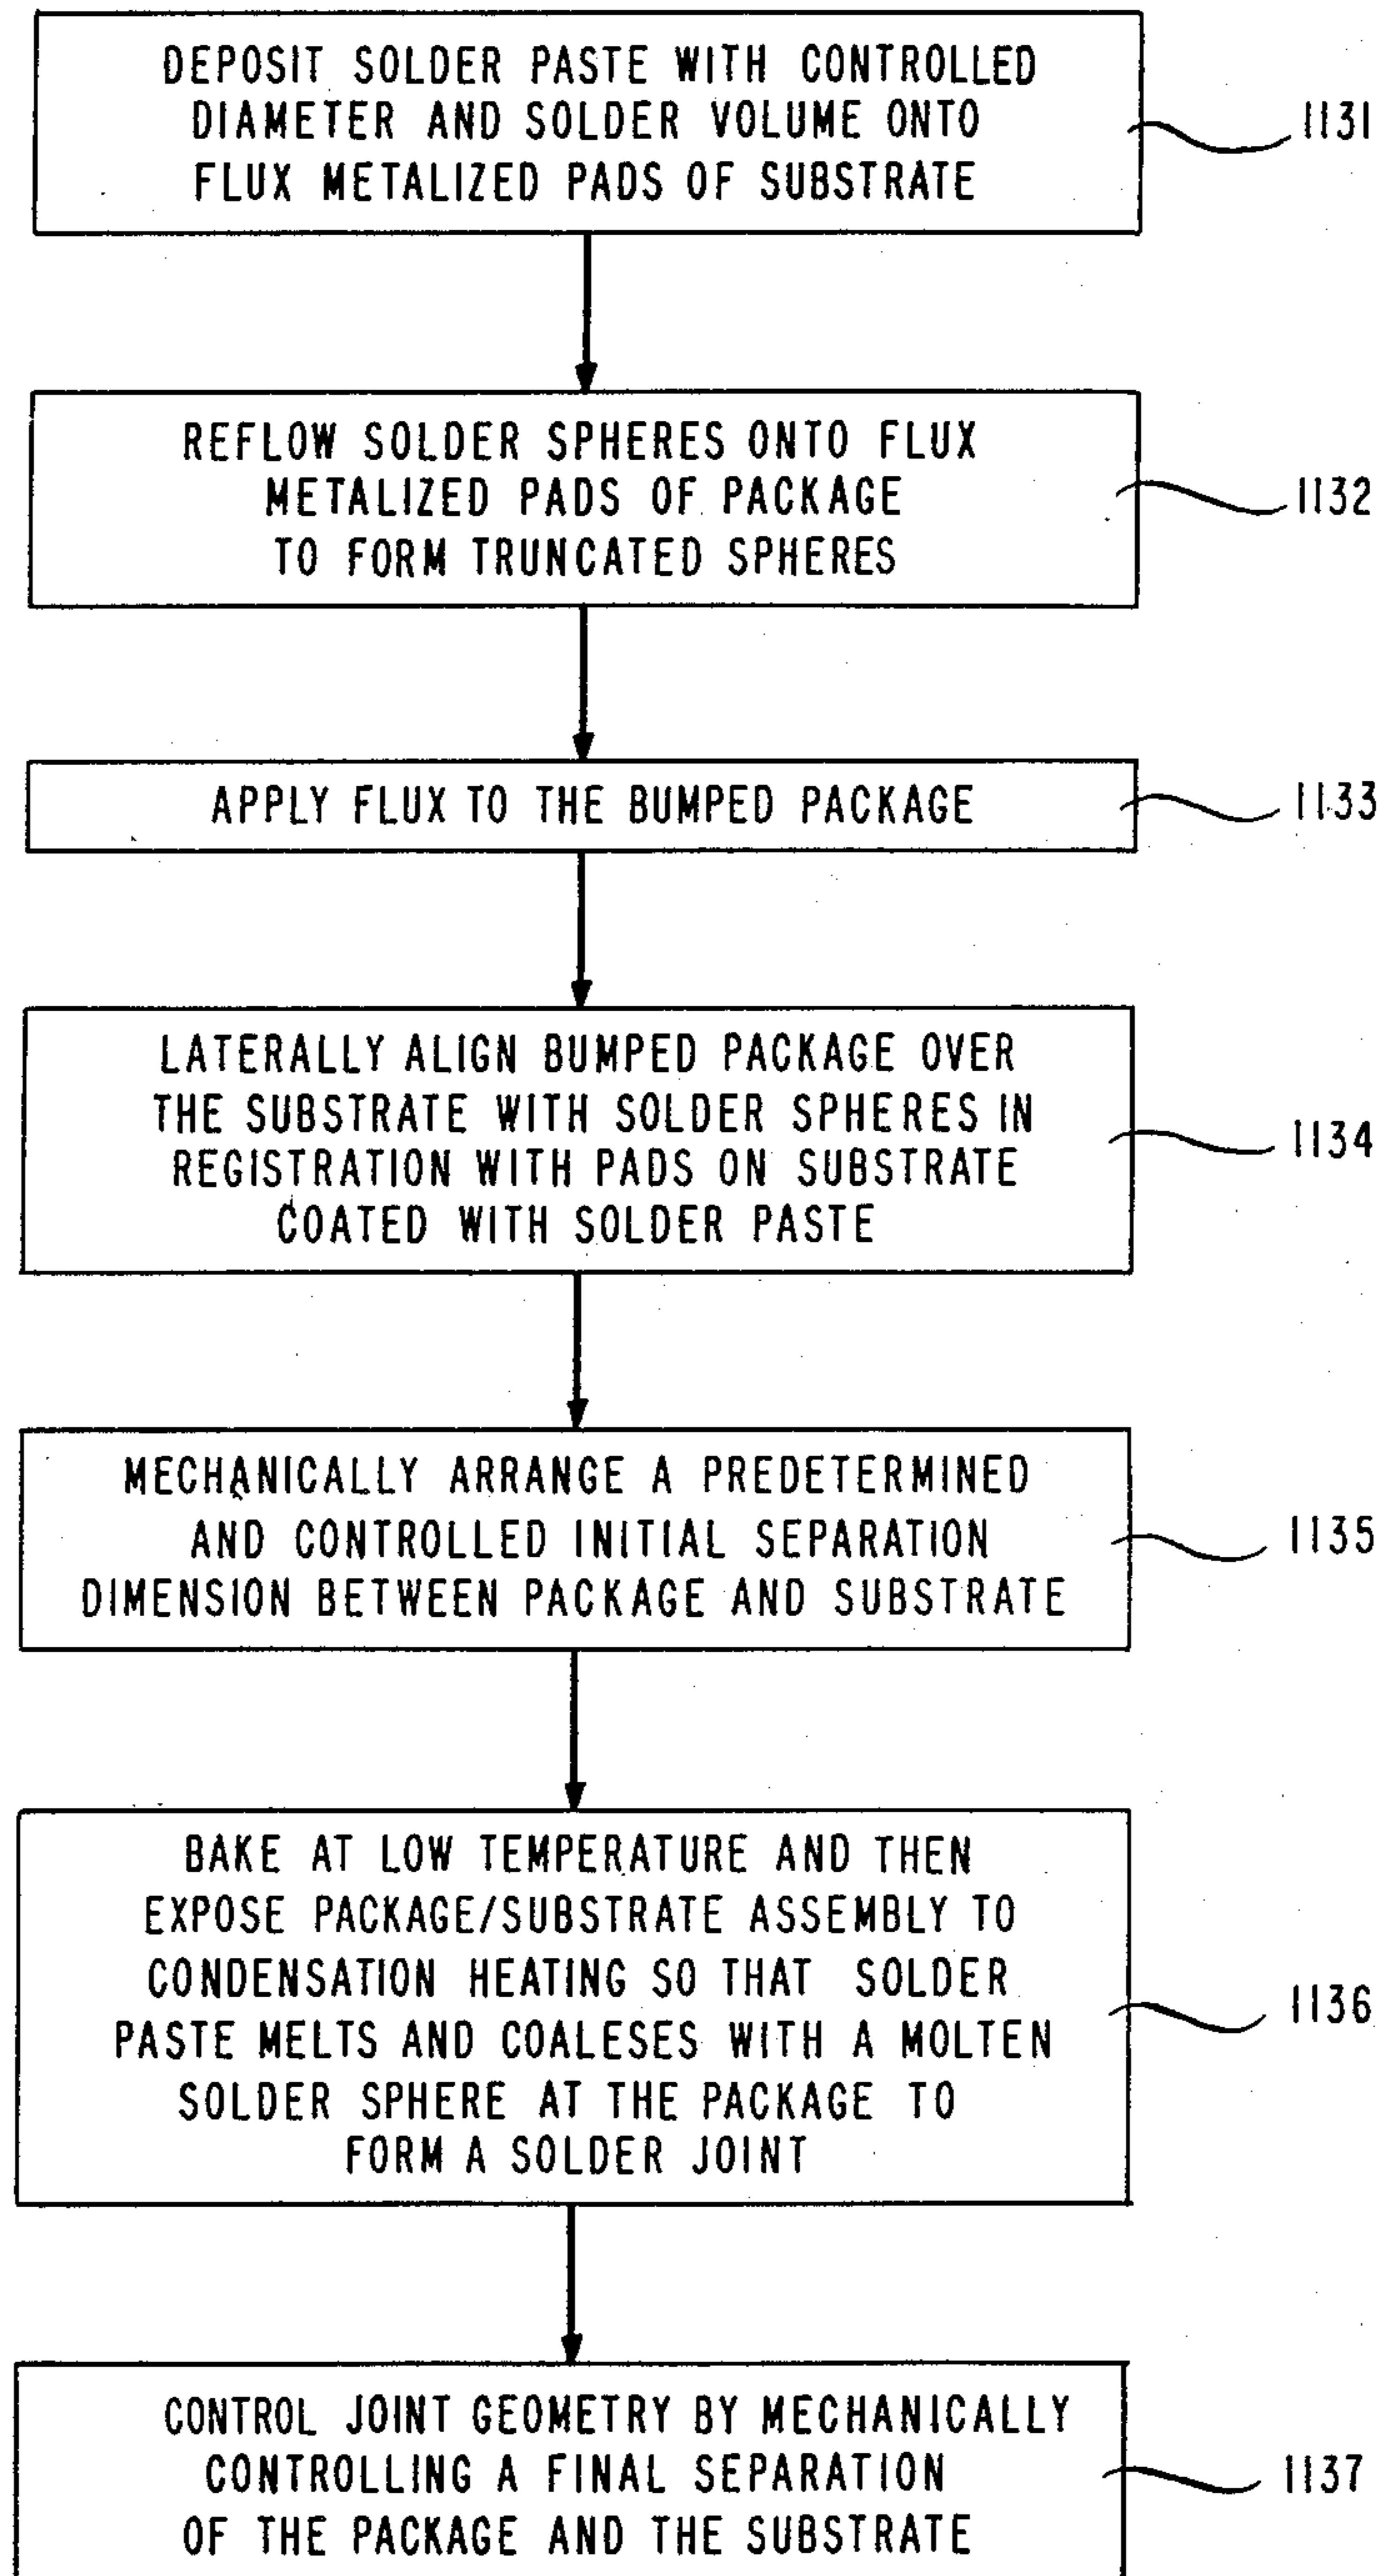 DEPOSIT SOLDER PASTE WITH CONTROLLED
DIAMETER AND SOLDER VOLUME ONTO
FLUX METALIZED PADS OF SUBSTRATE
1131
REFLOW SOLDER SPHERES ONTO FLUX
METALIZED PADS OF PACKAGE
TO FORM TRUNCATED SPHERES
1132
APPLY FLUX TO THE BUMPED PACKAGE
1133
LATERALLY ALIGN BUMPED PACKAGE OVER
THE SUBSTRATE WITH SOLDER SPHERES IN
REGISTRATION WITH PADS ON SUBSTRATE
COATED WITH SOLDER PASTE
1134
MECHANICALLY ARRANGE A PREDETERMINED
AND CONTROLLED INITIAL SEPARATION
DIMENSION BETWEEN PACKAGE AND SUBSTRATE
1135
BAKE AT LOW TEMPERATURE AND THEN
EXPOSE PACKAGE/SUBSTRATE ASSEMBLY TO
CONDENSATION HEATING SO THAT SOLDER
PASTE MELTS AND COALESES WITH A MOLTEN
SOLDER SPHERE AT THE PACKAGE TO
FORM A SOLDER JOINT
1136
CONTROL JOINT GEOMETRY BY MECHANICALLY
CONTROLLING A FINAL SEPARATION
OF THE PACKAGE AND THE SUBSTRATE
1137